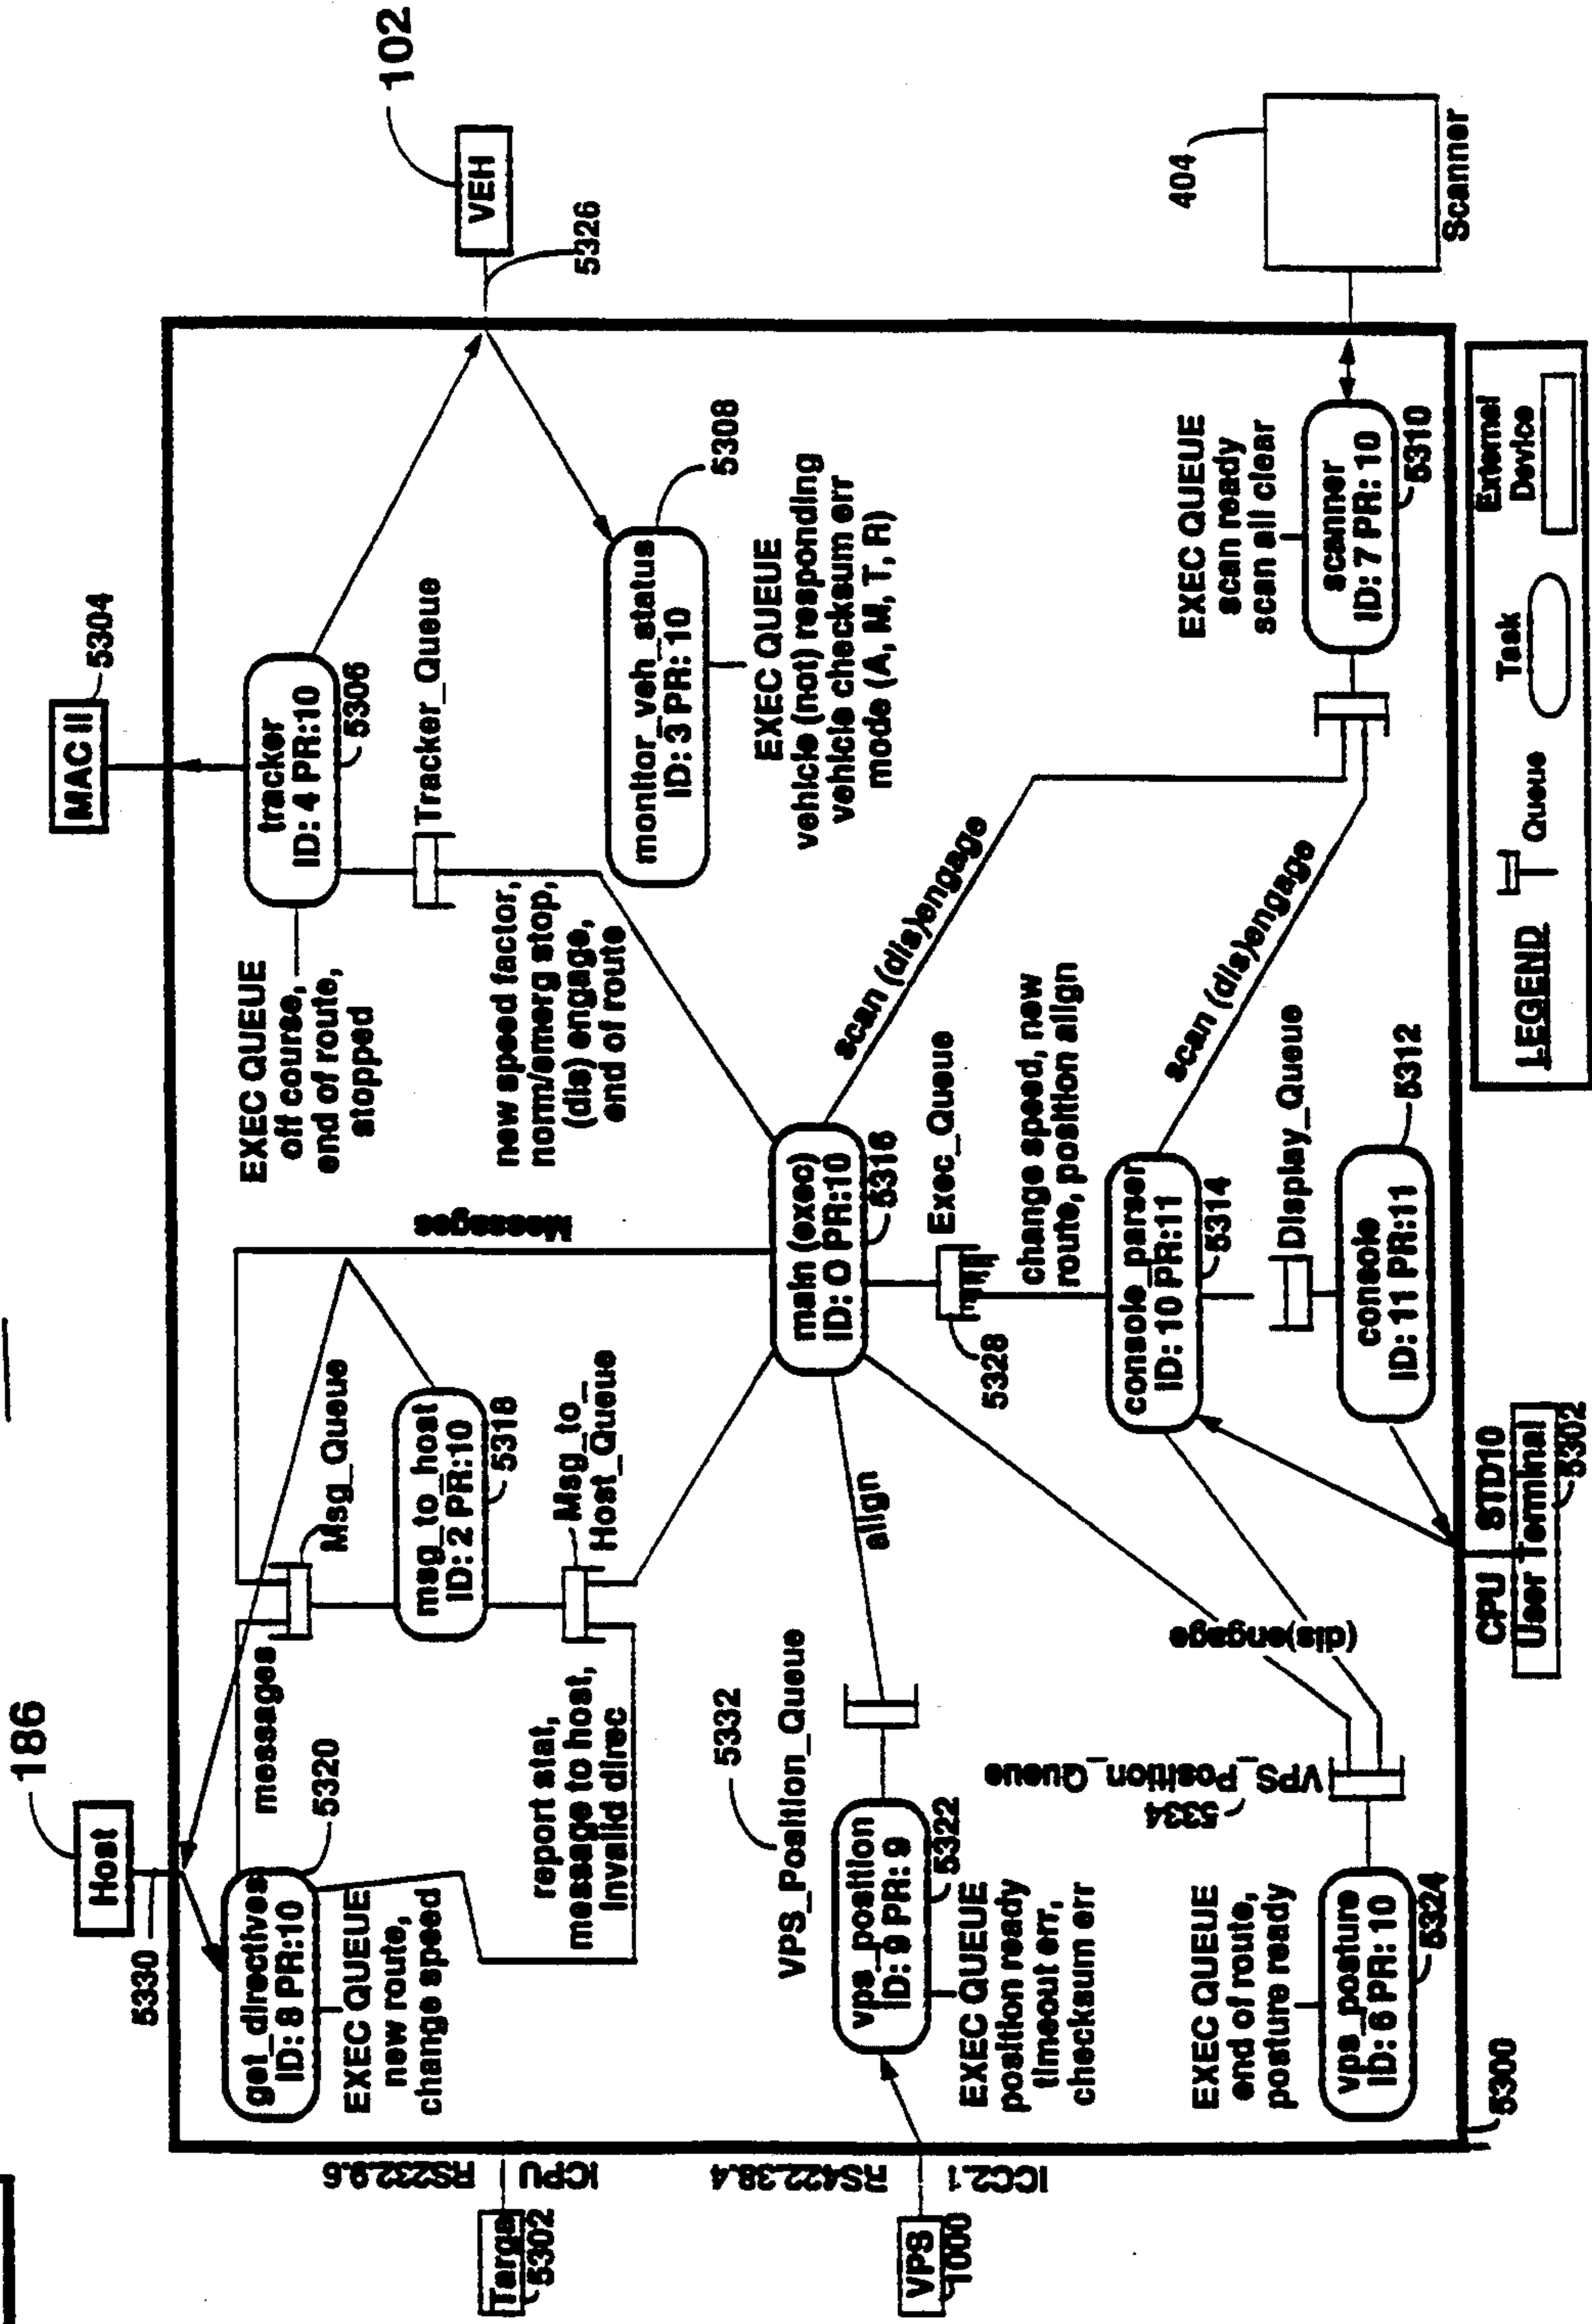 186
Host
5330
MAC II
5304
102
VEH
5326
404
Scanner
Targa
5302
RS232.9.6
ICPU
VPS
1000
RS422.38.4
ICC2.1
get_directives
ID: 8 PR:10
5320
EXEC QUEUE
new route,
change speed
messages
Msg_Queue
msg_to_host
ID: 2 PR:10
5318
Msg_to_
Host_Queue
report stat,
message to host,
invalid direc
Messages
EXEC QUEUE
off course,
end of route,
stopped
tracker
ID: 4 PR:10
5306
Tracker_Queue
new speed factor,
norm/emerg stop,
(dis) engage,
end of route
monitor_veh_status
ID: 3 PR: 10
5308
EXEC QUEUE
vehicle (not) responding
vehicle checksum err
mode (A, M, T, R)
5332
VPS_Position_Queue
vps_position
ID: 9 PR: 9
5322
EXEC QUEUE
position ready
timeout err,
checksum err
align
main (exec)
ID: O PR:10
5316
Exec_Queue
5328
change speed, new
route, position align
scan (dis)engage
scan (dis)engage
EXEC QUEUE
scan ready
scan all clear
scanner
ID: 7 PR: 10
5310
EXEC QUEUE
end of route,
posture ready
vps_posture
ID: 6 PR: 10
5324
VPS_Position_Queue
5334
(dis)engage
console_parser
ID: 10 PR:11
5314
Display_Queue
console
ID: 11 PR:11
5312
5300
CPU STD10
User Terminal
5302
LEGEND
Queue
Task
External
Device